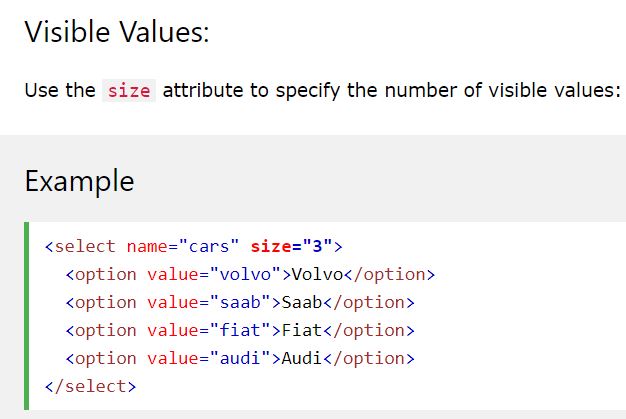 Visible Values:
Use the size attribute to specify the number of visible values:
Example
<select name="cars" size="3">
  <option value="volvo">Volvo</option>
  <option value="saab">Saab</option>
  <option value="fiat">Fiat</option>
  <option value="audi">Audi</option>
</select>